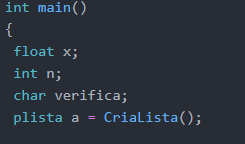 int main()
{
float x;
int n;
char verifica;
plista a = CriaLista();